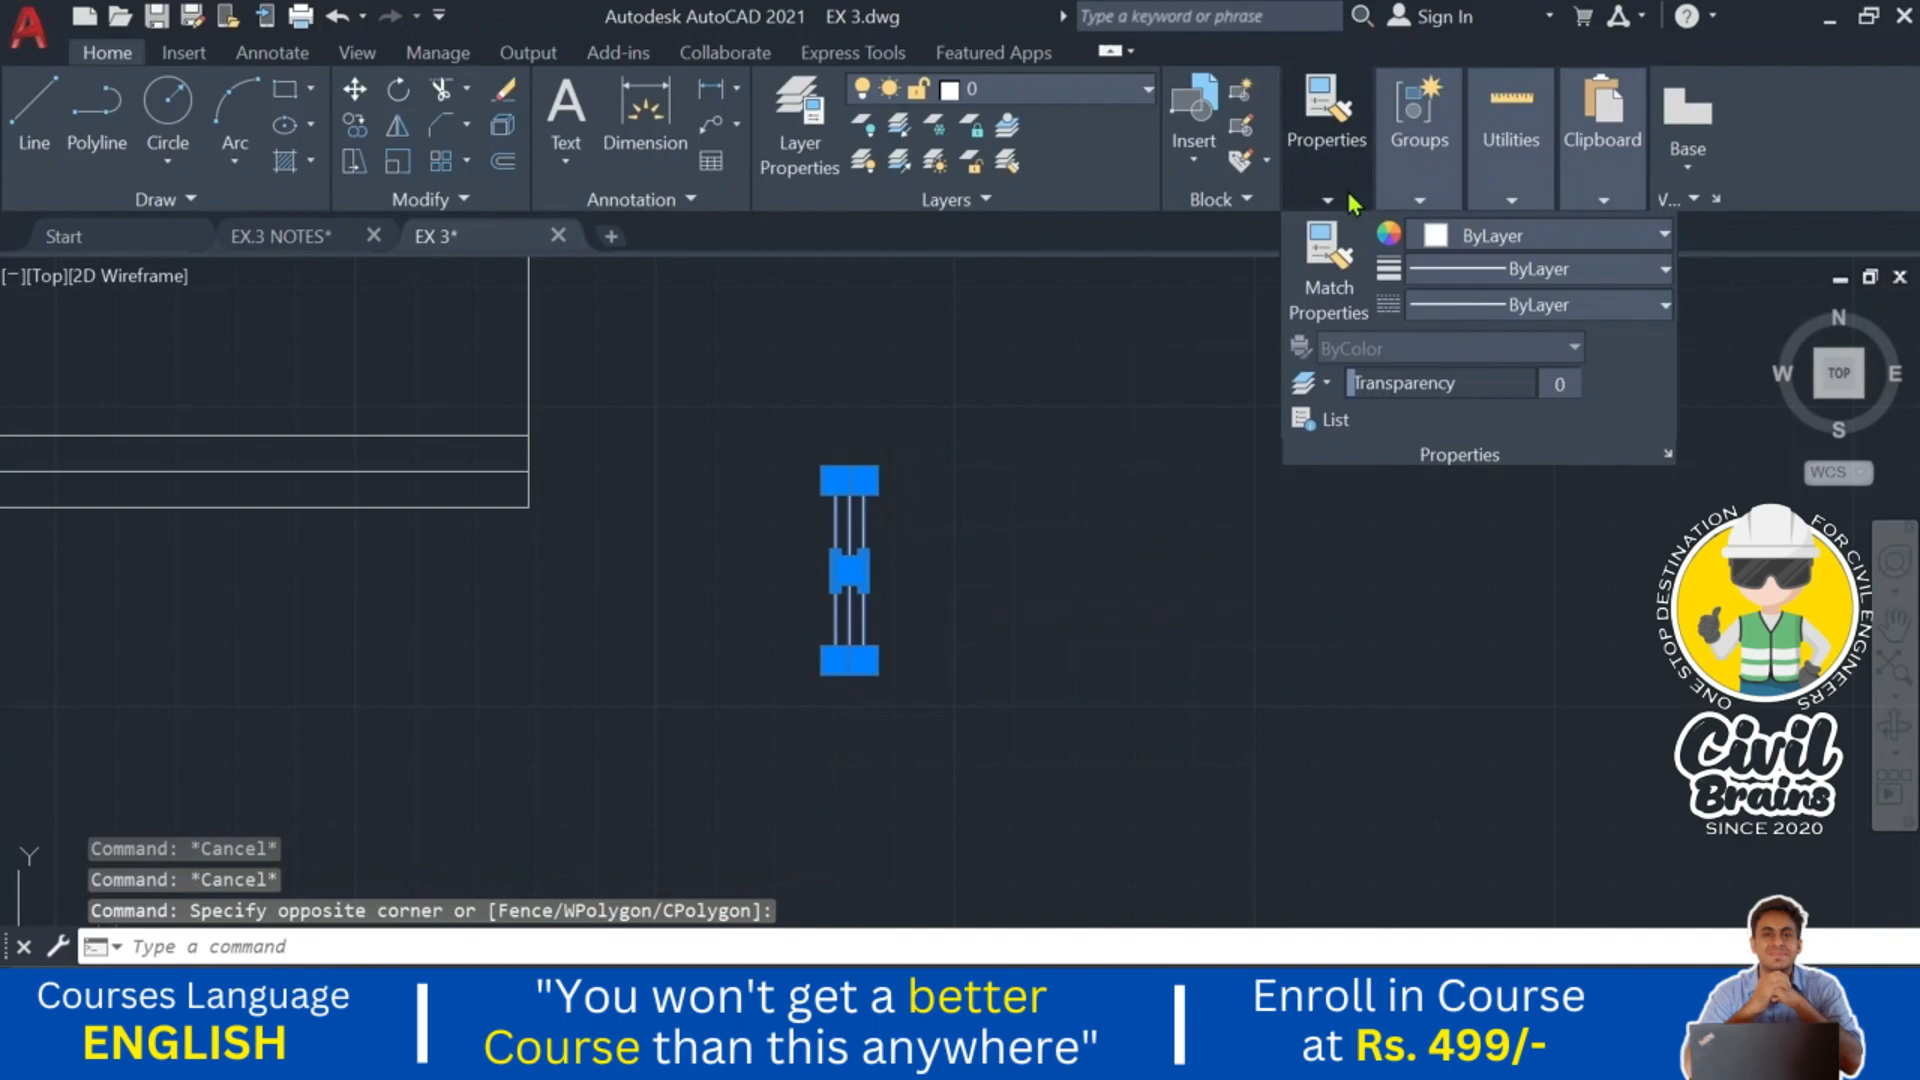 Autodesk AutoCAD 2021 EX 3.dwg
Type a keyword or phrase
Sign In
Home Insert Annotate View Manage Output Add-ins Collaborate Express Tools Featured Apps
Line Polyline Circle Arc
Text Dimension
Layer
Properties
0
Insert
Properties
Groups
Utilities
Clipboard
Base
Draw Modify Annotation Layers Block V...
Start EX.3 NOTES* EX 3*
[−][Top][2D Wireframe]
Match
Properties
ByLayer
ByLayer
ByLayer
ByColor
Transparency 0
List
Properties
N
W TOP E
S
WCS
ONE STOP DESTINATION FOR CIVIL ENGINEERS
Civil
Brains
SINCE 2020
Y
Command: *Cancel*
Command: *Cancel*
Command: Specify opposite corner or [Fence/WPolygon/CPolygon]:
Type a command
Courses Language
ENGLISH
"You won't get a better
Course than this anywhere"
Enroll in Course
at Rs. 499/-